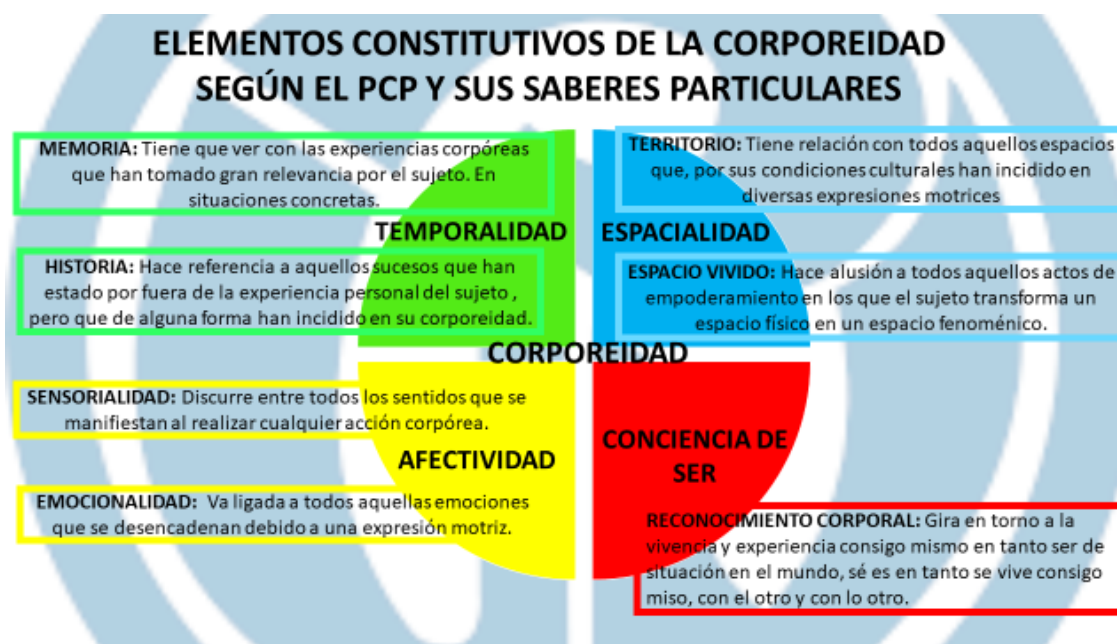 ELEMENTOS CONSTITUTIVOS DE LA CORPOREIDAD
SEGÚN EL PCP Y SUS SABERES PARTICULARES
MEMORIA: Tiene que ver con las experiencias corpóreas
que han tomado gran relevancia por el sujeto. En
situaciones concretas.
TEMPORALIDAD
HISTORIA: Hace referencia a aquellos sucesos que han
estado por fuera de la experiencia personal del sujeto ,
pero que de alguna forma han incidido en su corporeidad.
TERRITORIO: Tiene relación con todos aquellos espacios
que, por sus condiciones culturales han incidido en
diversas expresiones motrices
ESPACIALIDAD
ESPACIO VIVIDO: Hace alusión a todos aquellos actos de
empoderamiento en los que el sujeto transforma un
espacio físico en un espacio fenoménico.
CORPOREIDAD
SENSORIALIDAD: Discurre entre todos los sentidos que se
manifiestan al realizar cualquier acción corpórea.
AFECTIVIDAD
EMOCIONALIDAD: Va ligada a todos aquellas emociones
que se desencadenan debido a una expresión motriz.
CONCIENCIA DE
SER
RECONOCIMIENTO CORPORAL: Gira en torno a la
vivencia y experiencia consigo mismo en tanto ser de
situación en el mundo, sé es en tanto se vive consigo
miso, con el otro y con lo otro.